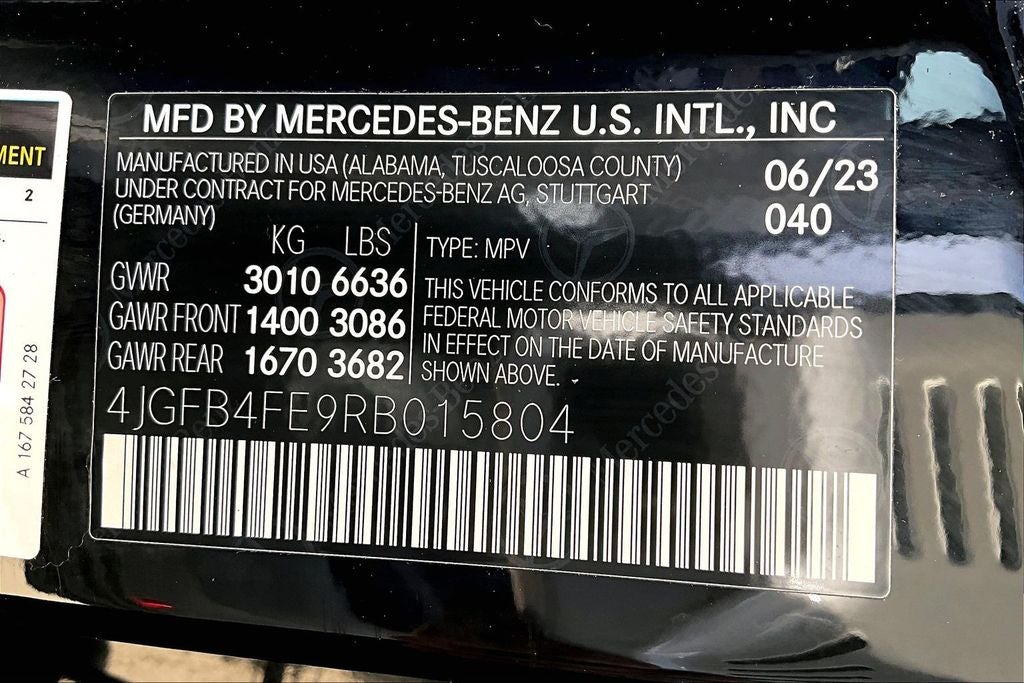 MFD BY MERCEDES-BENZ U.S. INTL., INC
MANUFACTURED IN USA (ALABAMA, TUSCALOOSA COUNTY)
UNDER CONTRACT FOR MERCEDES-BENZ AG, STUTTGART
(GERMANY)
06/23
040
KG LBS
GVWR 3010 6636
GAWR FRONT 1400 3086
GAWR REAR 1670 3682
TYPE: MPV
THIS VEHICLE CONFORMS TO ALL APPLICABLE
FEDERAL MOTOR VEHICLE SAFETY STANDARDS
IN EFFECT ON THE DATE OF MANUFACTURE
SHOWN ABOVE.
4JGFB4FE9RB015804
MENT
2
A 167 584 27 28